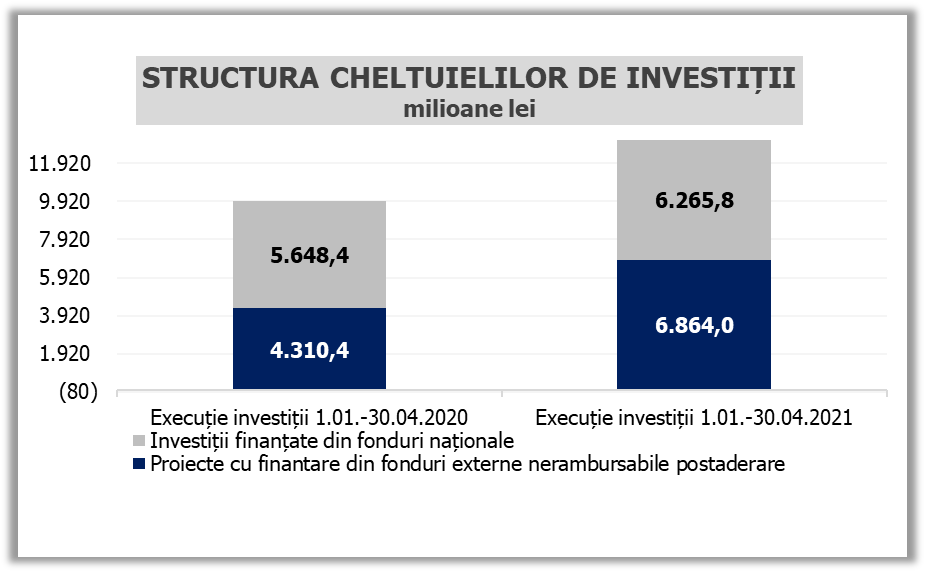 STRUCTURA CHELTUIELILOR DE INVESTIȚII
milioane lei
11.920
9.920
7.920
5.920
3.920
1.920
(80)
5.648,4
4.310,4
6.265,8
6.864,0
Execuție investiții 1.01.-30.04.2020
Execuție investiții 1.01.-30.04.2021
Investiții finanțate din fonduri naționale
Proiecte cu finantare din fonduri externe nerambursabile postaderare